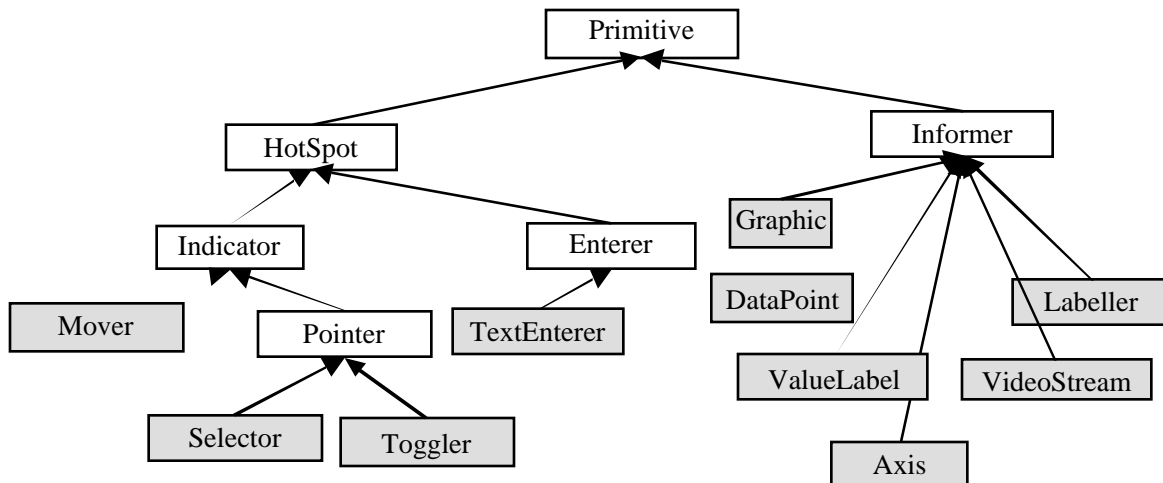 Primitive
HotSpot
Informer
Indicator
Enterer
Graphic
DataPoint
Labeller
Mover
Pointer
TextEnterer
ValueLabel
VideoStream
Selector
Toggler
Axis